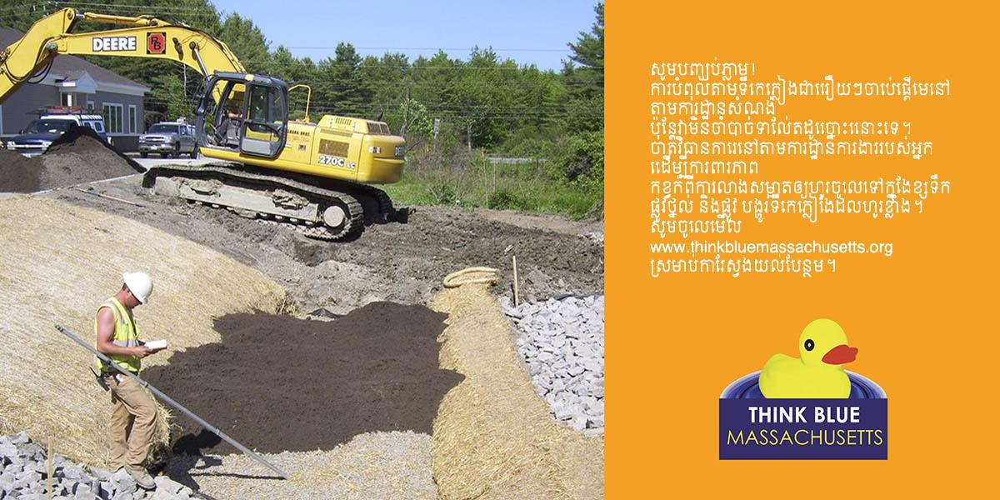 DEERE
RB
270C LC
DEERE
សូមបញ្ឈប់ភ្លាម!
ការបំពុលតាមទឹកភ្លៀងជារឿយៗចាប់ផ្តើមនៅ
តាមការដ្ឋានសំណង់
ប៉ុន្តែវាមិនចាំបាច់ទាល់តែដូច្នោះនោះទេ។
ចាត់វិធានការនៅតាមការដ្ឋានការងាររបស់អ្នក
ដើម្បីការពារភាព
កខ្វក់ពីការលាងសម្អាតឲ្យហូរចូលទៅក្នុងខ្សែទឹក
ផ្លូវថ្នល់ និងផ្លូវ បង្ហូរទឹកភ្លៀងដែលហូរខ្លាំង។
សូមចូលមើល
www.thinkbluemassachusetts.org
ស្រមាប់ការស្វែងយល់បន្ថែម។
THINK BLUE
MASSACHUSETTS